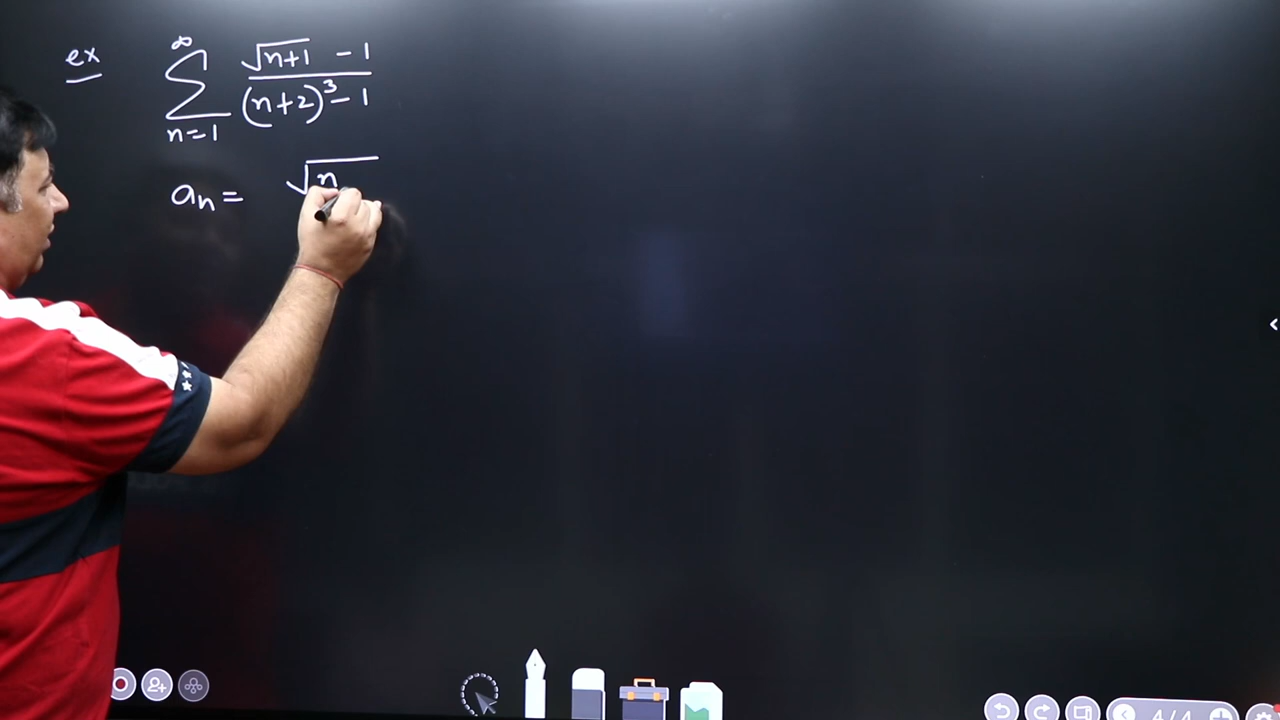 ex ∞ √n+1 - 1
Σ
n=1 (n+2)³ - 1
aₙ = √n